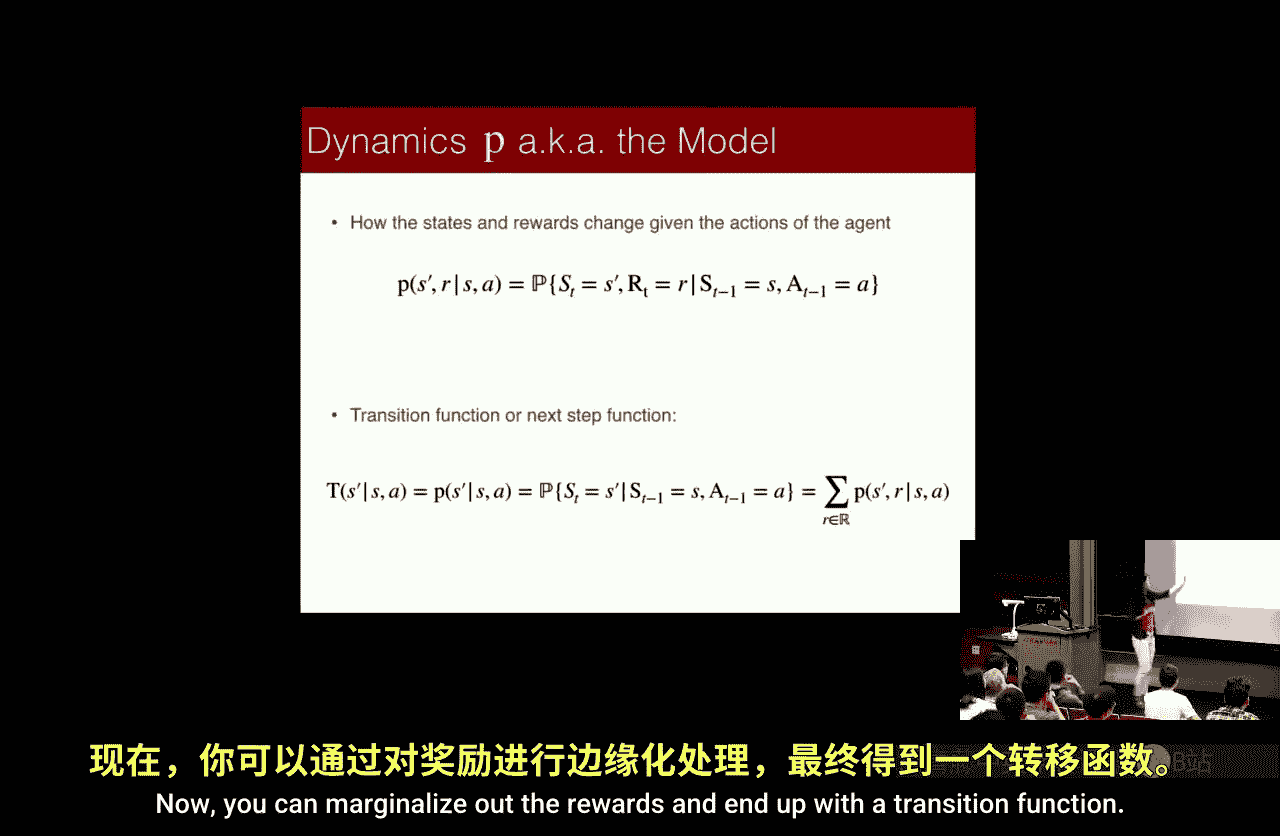 Dynamics p a.k.a. the Model
• How the states and rewards change given the actions of the agent
p(s′, r | s, a) = ℙ{S_t = s′, R_t = r | S_{t−1} = s, A_{t−1} = a}
• Transition function or next step function:
T(s′ | s, a) = p(s′ | s, a) = ℙ{S_t = s′ | S_{t−1} = s, A_{t−1} = a} = ∑_{r∈ℝ} p(s′, r | s, a)
现在，你可以通过对奖励进行边缘化处理，最终得到一个转移函数。
B站
Now, you can marginalize out the rewards and end up with a transition function.